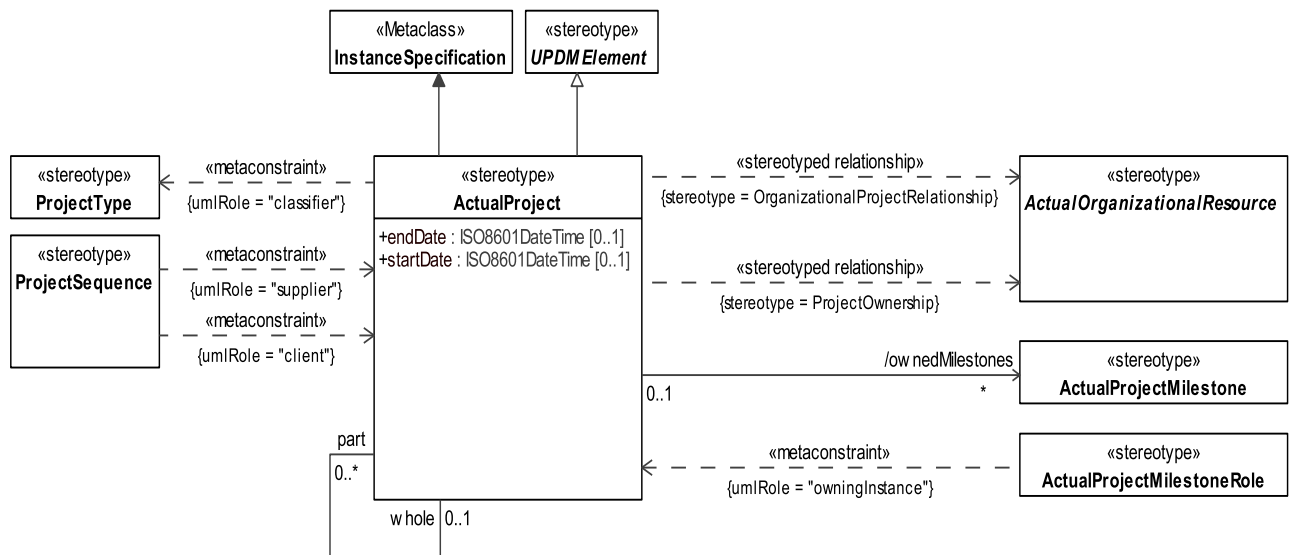 «Metaclass»
InstanceSpecification
«stereotype»
UPDMElement
«stereotype»
ProjectType
«metaconstraint»
{umlRole = "classifier"}
«stereotype»
ActualProject
+endDate : ISO8601DateTime [0..1]
+startDate : ISO8601DateTime [0..1]
«stereotyped relationship»
{stereotype = OrganizationalProjectRelationship}
«stereotype»
ActualOrganizationalResource
«stereotype»
ProjectSequence
«metaconstraint»
{umlRole = "supplier"}
«metaconstraint»
{umlRole = "client"}
«stereotyped relationship»
{stereotype = ProjectOwnership}
/ownedMilestones
0..1
*
«stereotype»
ActualProjectMilestone
part
0..*
whole
0..1
«metaconstraint»
{umlRole = "owningInstance"}
«stereotype»
ActualProjectMilestoneRole